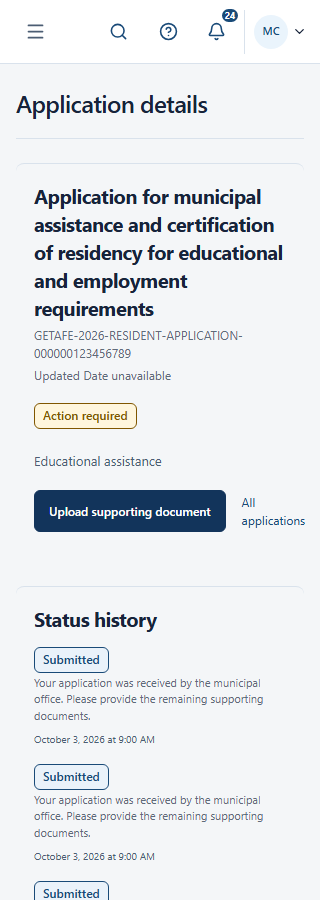 24
MC
Application details
Application for municipal
assistance and certification
of residency for educational
and employment
requirements
GETAFE-2026-RESIDENT-APPLICATION-
000000123456789
Updated Date unavailable
Action required
Educational assistance
Upload supporting document
All
applications
Status history
Submitted
Your application was received by the municipal
office. Please provide the remaining supporting
documents.
October 3, 2026 at 9:00 AM
Submitted
Your application was received by the municipal
office. Please provide the remaining supporting
documents.
October 3, 2026 at 9:00 AM
Submitted